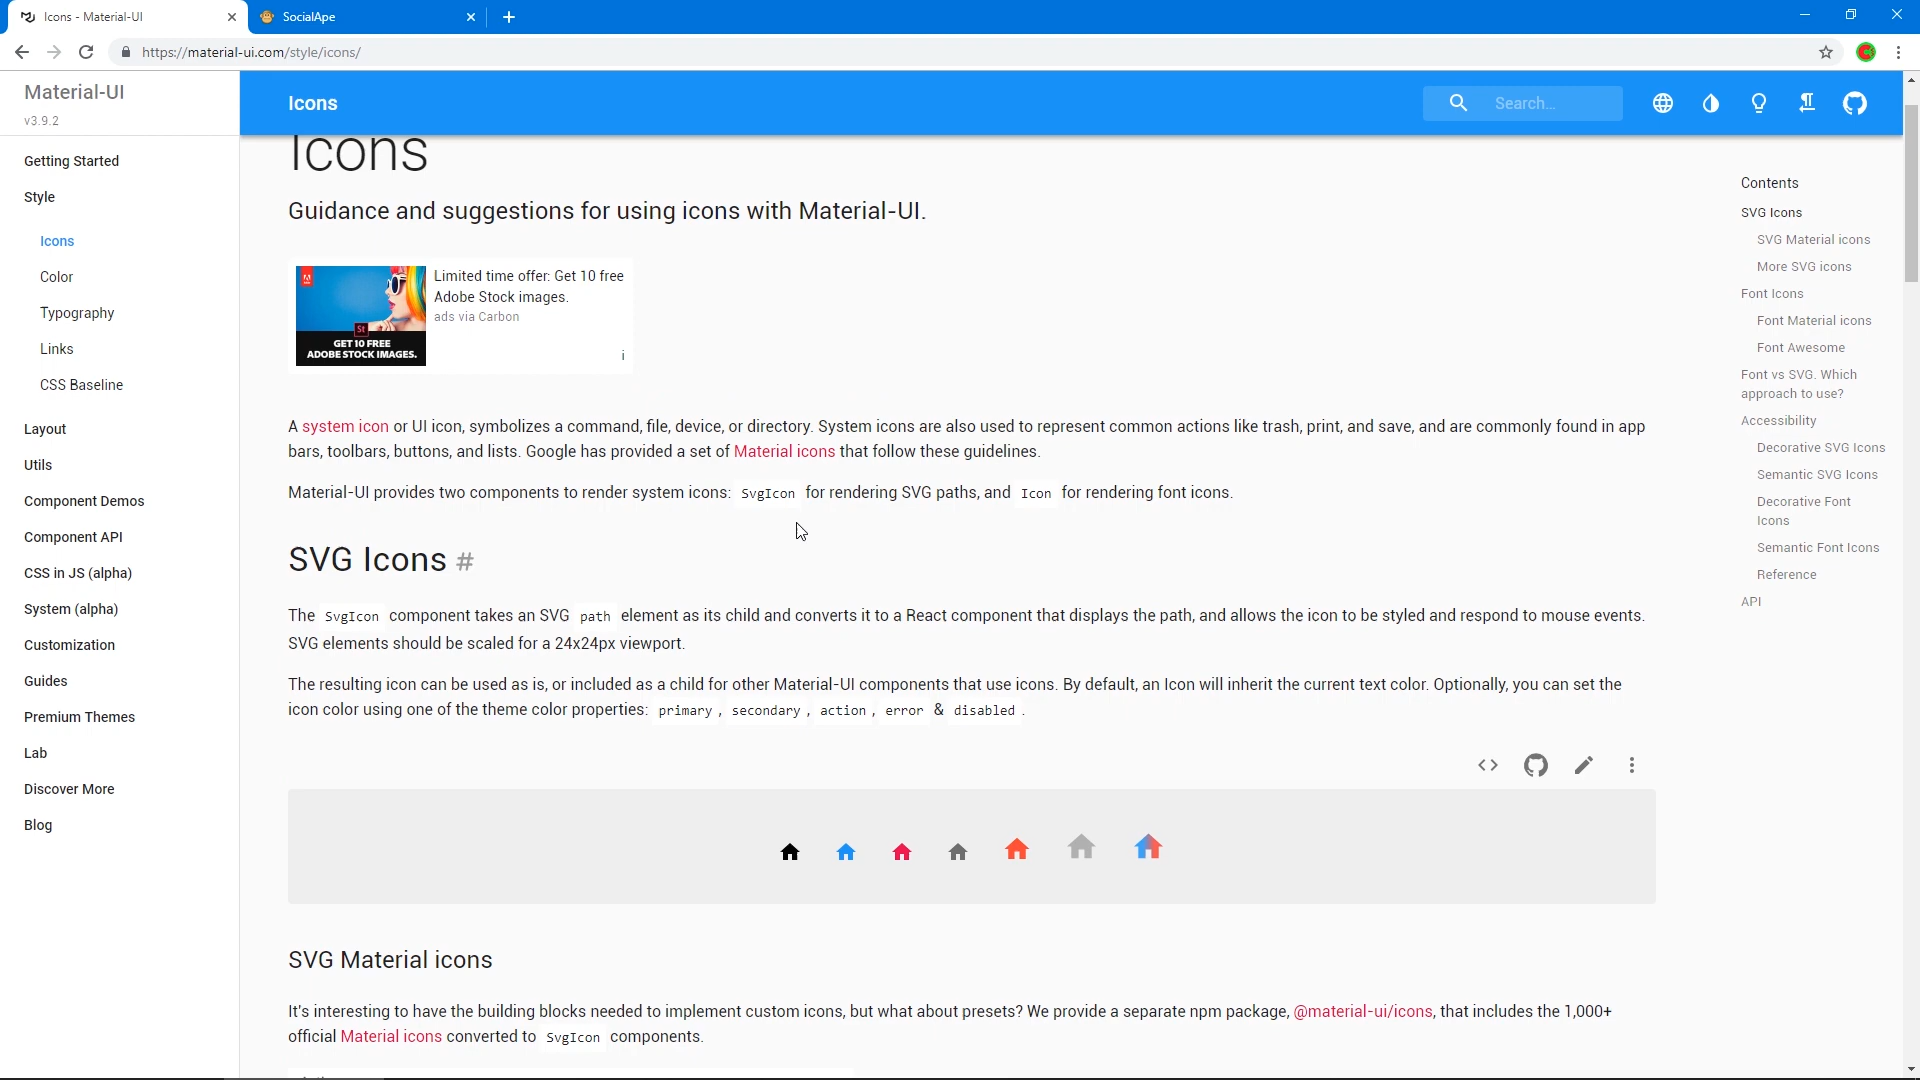 Icons - Material-UI
SocialApe
https://material-ui.com/style/icons/
Material-UI
v3.9.2
Getting Started
Style
Icons
Color
Typography
Links
CSS Baseline
Layout
Utils
Component Demos
Component API
CSS in JS (alpha)
System (alpha)
Customization
Guides
Premium Themes
Lab
Discover More
Blog
Icons
Search...
Icons
Guidance and suggestions for using icons with Material-UI.
St
GET 10 FREE
ADOBE STOCK IMAGES.
Limited time offer: Get 10 free
Adobe Stock images.
ads via Carbon
i
A system icon or UI icon, symbolizes a command, file, device, or directory. System icons are also used to represent common actions like trash, print, and save, and are commonly found in app
bars, toolbars, buttons, and lists. Google has provided a set of Material icons that follow these guidelines.
Material-UI provides two components to render system icons: SvgIcon for rendering SVG paths, and Icon for rendering font icons.
SVG Icons #
The SvgIcon component takes an SVG path element as its child and converts it to a React component that displays the path, and allows the icon to be styled and respond to mouse events.
SVG elements should be scaled for a 24x24px viewport.
The resulting icon can be used as is, or included as a child for other Material-UI components that use icons. By default, an Icon will inherit the current text color. Optionally, you can set the
icon color using one of the theme color properties: primary, secondary, action, error & disabled.
SVG Material icons
It's interesting to have the building blocks needed to implement custom icons, but what about presets? We provide a separate npm package, @material-ui/icons, that includes the 1,000+
official Material icons converted to SvgIcon components.
Contents
SVG Icons
SVG Material icons
More SVG icons
Font Icons
Font Material icons
Font Awesome
Font vs SVG. Which
approach to use?
Accessibility
Decorative SVG Icons
Semantic SVG Icons
Decorative Font
Icons
Semantic Font Icons
Reference
API